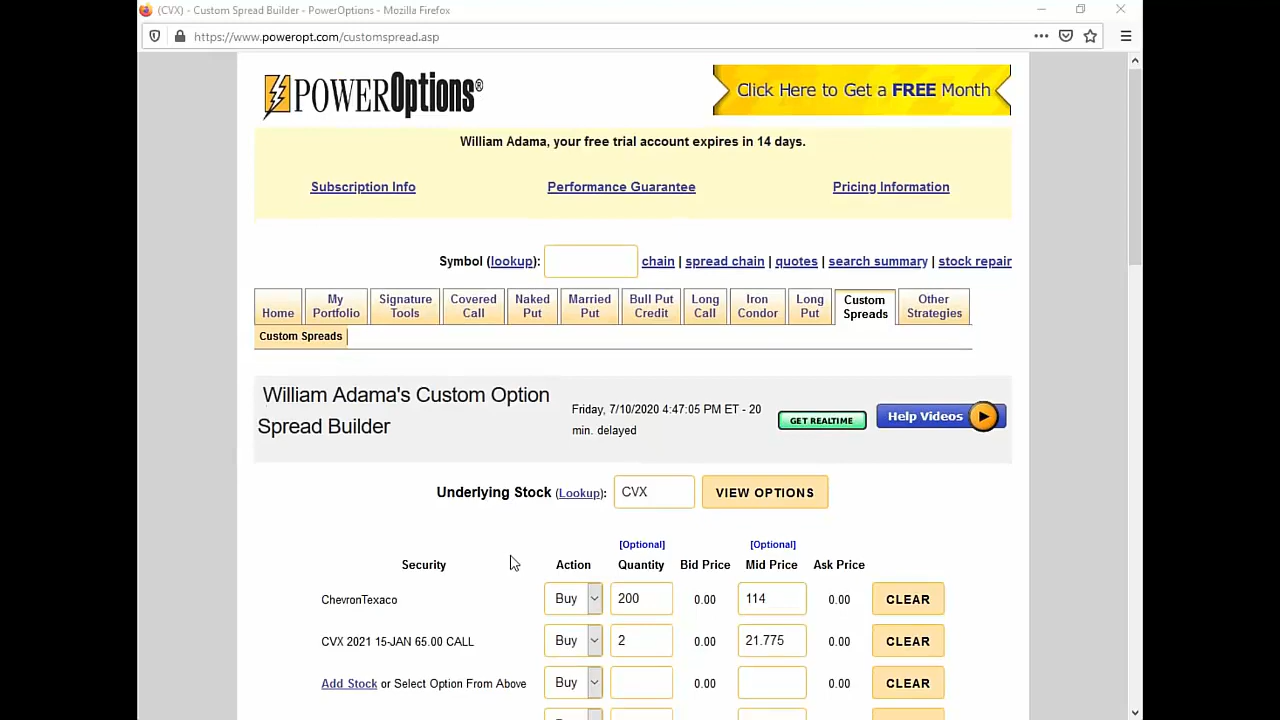 (CVX) - Custom Spread Builder - PowerOptions - Mozilla Firefox
https://www.poweropt.com/customspread.asp
POWEROptions®
Click Here to Get a FREE Month
William Adama, your free trial account expires in 14 days.
Subscription Info Performance Guarantee Pricing Information
Symbol (lookup): chain | spread chain | quotes | search summary | stock repair
Home My Portfolio Signature Tools Covered Call Naked Put Married Put Bull Put Credit Long Call Iron Condor Long Put Custom Spreads Other Strategies
Custom Spreads
William Adama's Custom Option
Spread Builder
Friday, 7/10/2020 4:47:05 PM ET - 20
min. delayed
GET REALTIME
Help Videos
Underlying Stock (Lookup): CVX VIEW OPTIONS
[Optional] [Optional]
Security Action Quantity Bid Price Mid Price Ask Price
ChevronTexaco Buy 200 0.00 114 0.00 CLEAR
CVX 2021 15-JAN 65.00 CALL Buy 2 0.00 21.775 0.00 CLEAR
Add Stock or Select Option From Above Buy 0.00 0.00 CLEAR